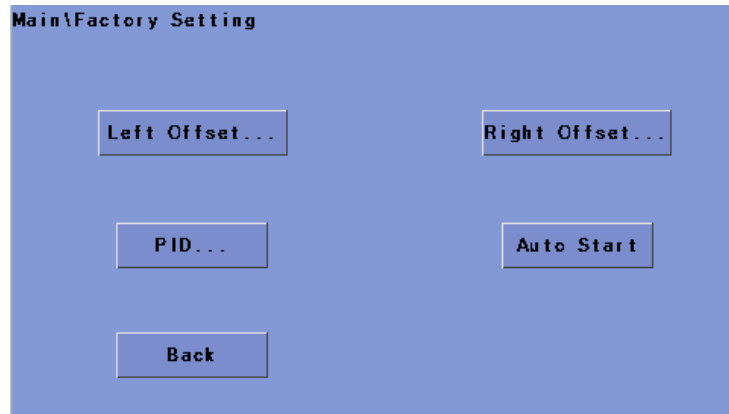 Main\Factory Setting
Left Offset...
Right Offset...
PID...
Auto Start
Back